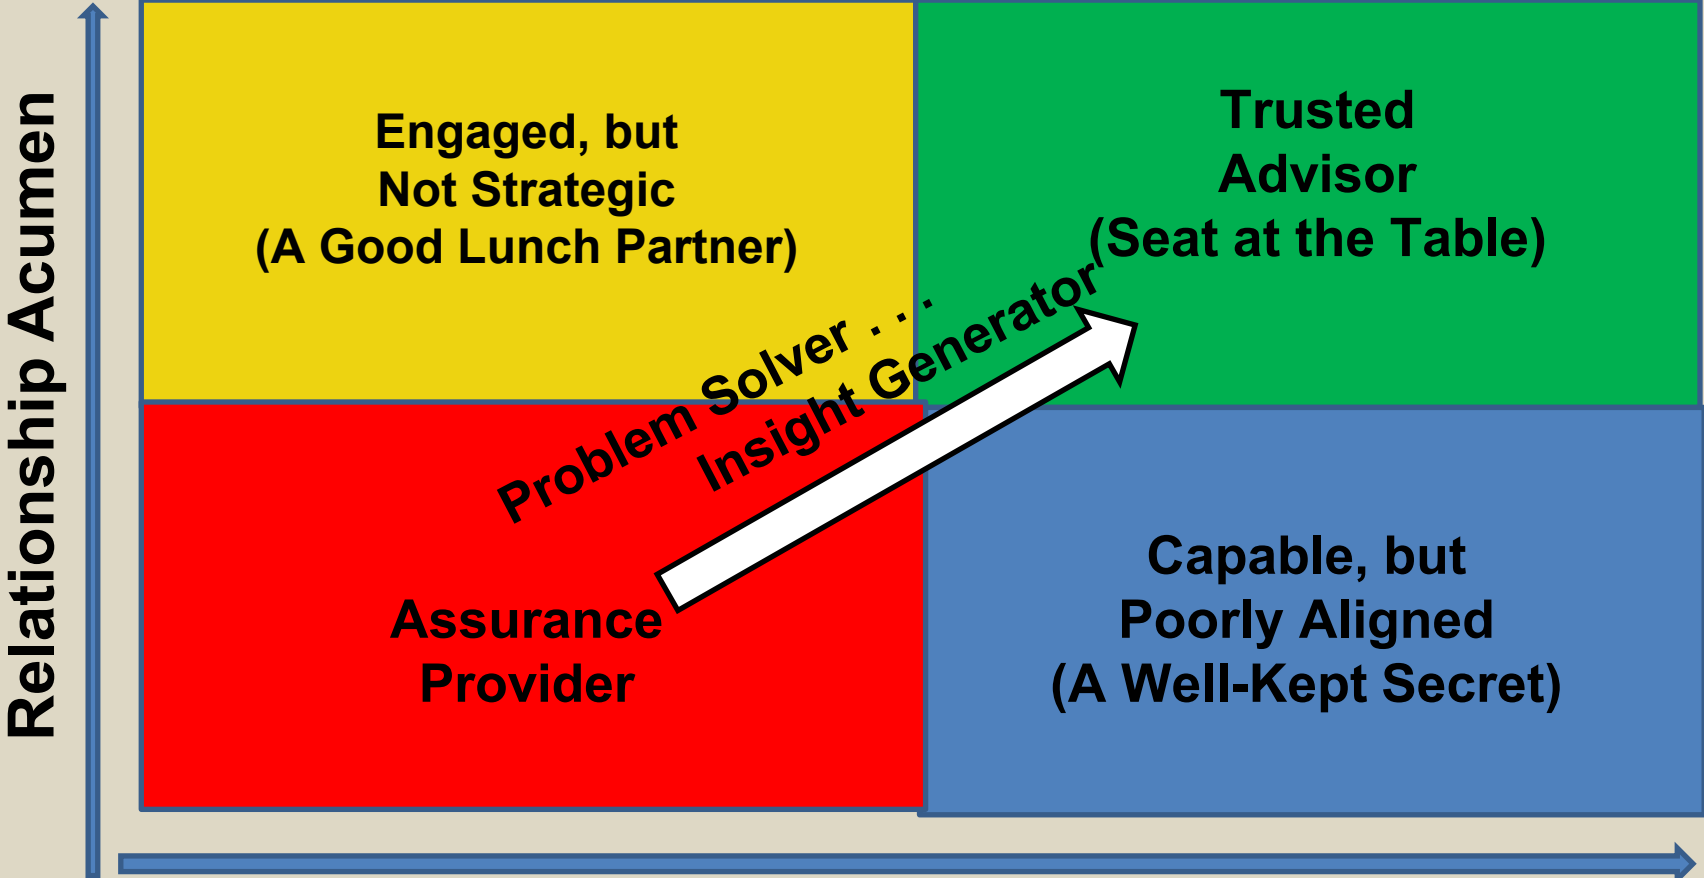 Relationship Acumen
Engaged, but
Not Strategic
(A Good Lunch Partner)
Trusted
Advisor
(Seat at the Table)
Problem Solver . . .
Insight Generator
Assurance
Provider
Capable, but
Poorly Aligned
(A Well-Kept Secret)